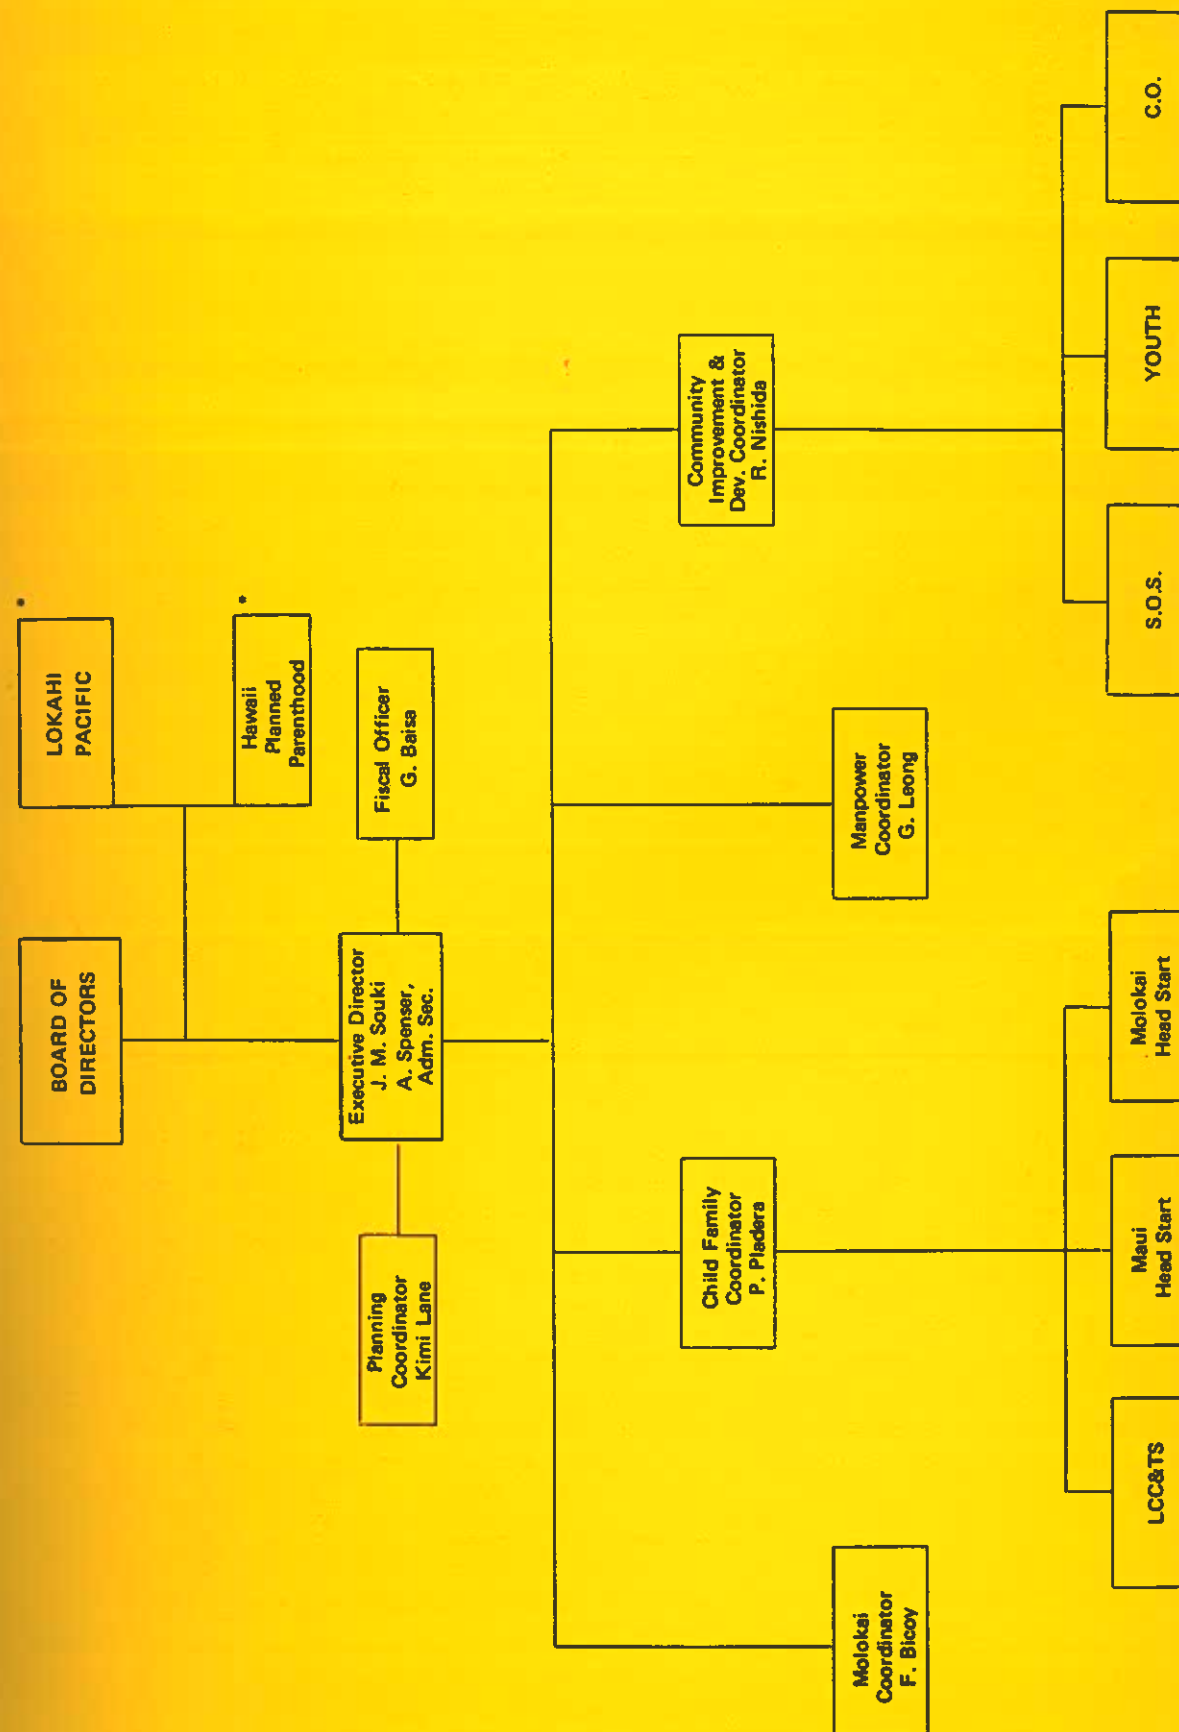 BOARD OF
DIRECTORS
LOKAHI
PACIFIC
*
Hawaii
Planned
Parenthood
*
Planning
Coordinator
Kimi Lane
Executive Director
J. M. Souki
A. Spenser,
Adm. Sec.
Fiscal Officer
G. Baisa
Molokai
Coordinator
F. Bicoy
Child Family
Coordinator
P. Pladera
Manpower
Coordinator
G. Leong
Community
Improvement &
Dev. Coordinator
R. Nishida
LCC&TS
Maui
Head Start
Molokai
Head Start
S.O.S.
YOUTH
C.O.